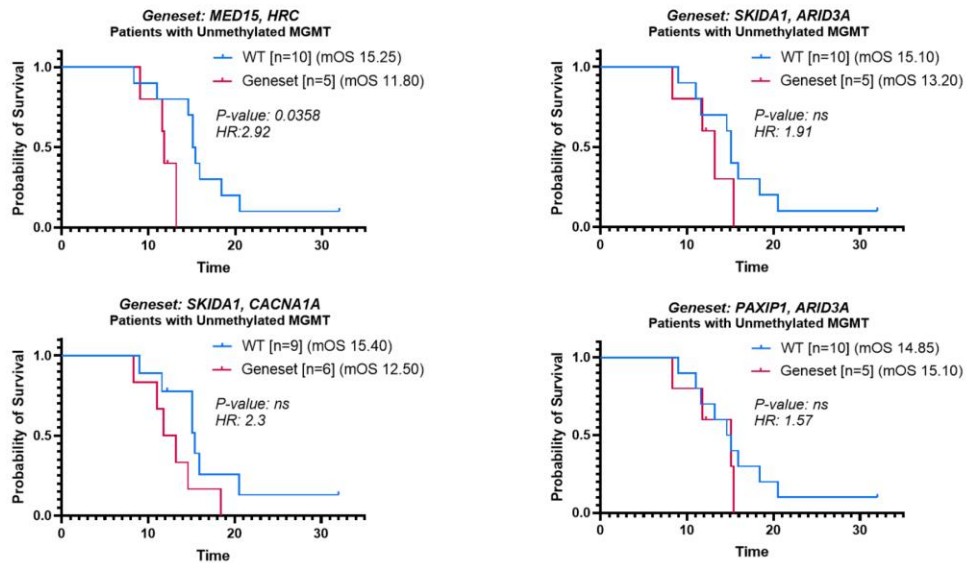 Geneset: MED15, HRC
Patients with Unmethylated MGMT
WT [n=10] (mOS 15.25)
Geneset [n=5] (mOS 11.80)
P-value: 0.0358
HR:2.92
Probability of Survival
1.0
0.5
0.0
0 10 20 30
Time
Geneset: SKIDA1, ARID3A
Patients with Unmethylated MGMT
WT [n=10] (mOS 15.10)
Geneset [n=5] (mOS 13.20)
P-value: ns
HR: 1.91
Probability of Survival
1.0
0.5
0.0
0 10 20 30
Time
Geneset: SKIDA1, CACNA1A
Patients with Unmethylated MGMT
WT [n=9] (mOS 15.40)
Geneset [n=6] (mOS 12.50)
P-value: ns
HR: 2.3
Probability of Survival
1.0
0.5
0.0
0 10 20 30
Time
Geneset: PAXIP1, ARID3A
Patients with Unmethylated MGMT
WT [n=10] (mOS 14.85)
Geneset [n=5] (mOS 15.10)
P-value: ns
HR: 1.57
Probability of Survival
1.0
0.5
0.0
0 10 20 30
Time